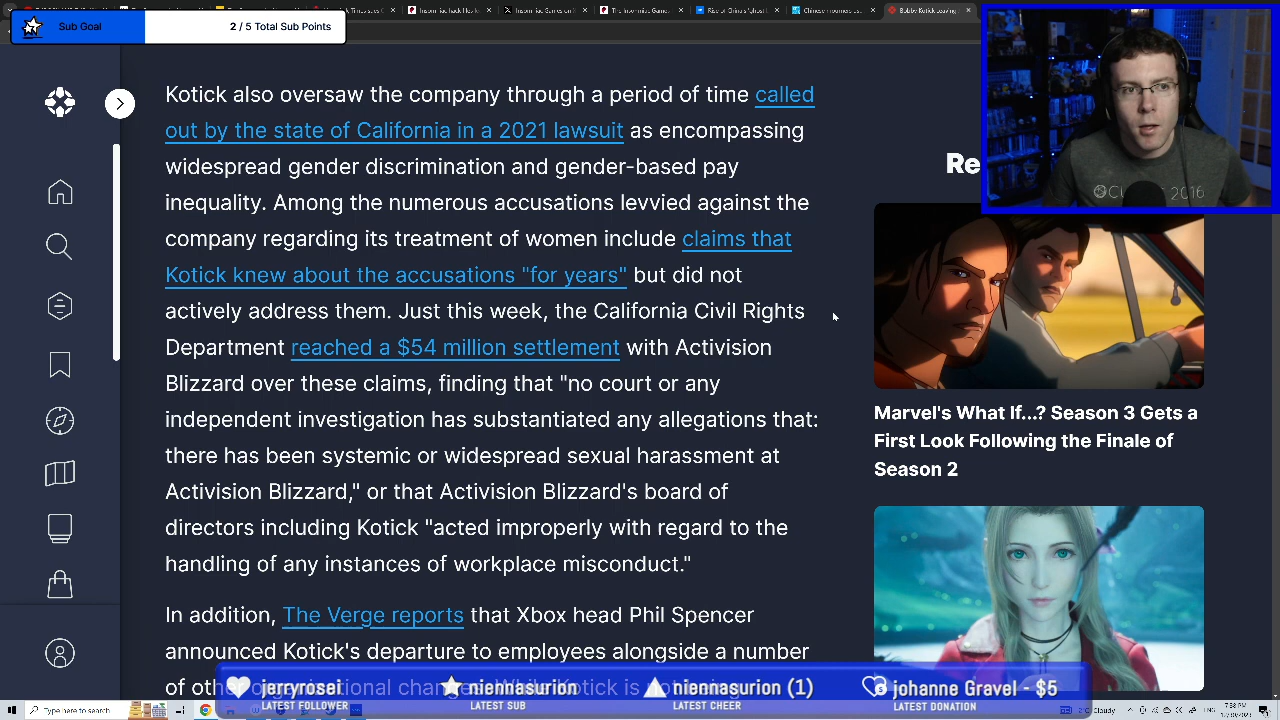 Sub Goal
2 / 5 Total Sub Points
Kotick also oversaw the company through a period of time called
out by the state of California in a 2021 lawsuit as encompassing
widespread gender discrimination and gender-based pay
inequality. Among the numerous accusations levvied against the
company regarding its treatment of women include claims that
Kotick knew about the accusations "for years" but did not
actively address them. Just this week, the California Civil Rights
Department reached a $54 million settlement with Activision
Blizzard over these claims, finding that "no court or any
independent investigation has substantiated any allegations that:
there has been systemic or widespread sexual harassment at
Activision Blizzard," or that Activision Blizzard's board of
directors including Kotick "acted improperly with regard to the
handling of any instances of workplace misconduct."
In addition, The Verge reports that Xbox head Phil Spencer
announced Kotick's departure to employees alongside a number
Re
2016
Marvel's What If...? Season 3 Gets a
First Look Following the Finale of
Season 2
jerryrosei
LATEST FOLLOWER
niennasurion
LATEST SUB
niennasurion (1)
LATEST CHEER
johanne Gravel - $5
LATEST DONATION
Type here to search
Cloudy